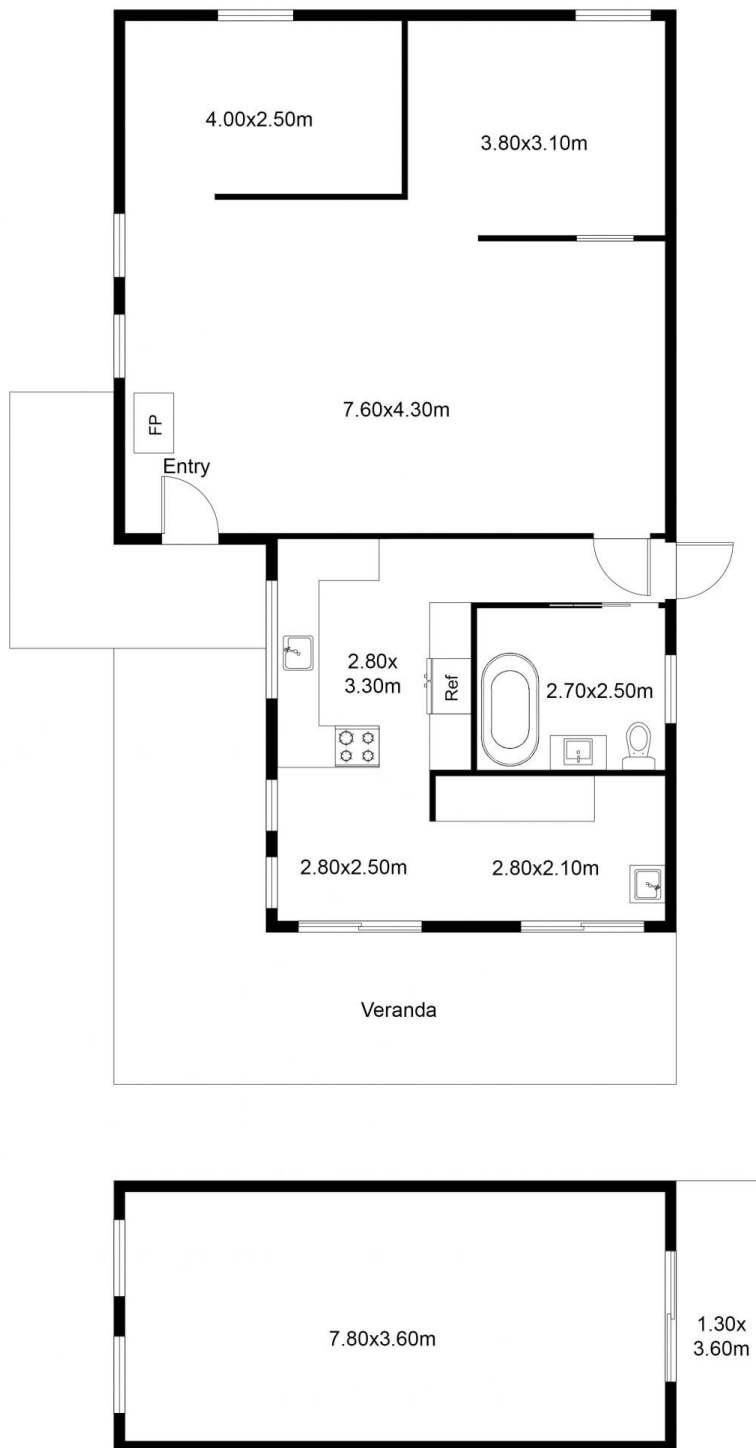 4.00x2.50m
3.80x3.10m
7.60x4.30m
FP
Entry
2.80x
3.30m
Ref
2.70x2.50m
2.80x2.50m
2.80x2.10m
Veranda
7.80x3.60m
1.30x
3.60m